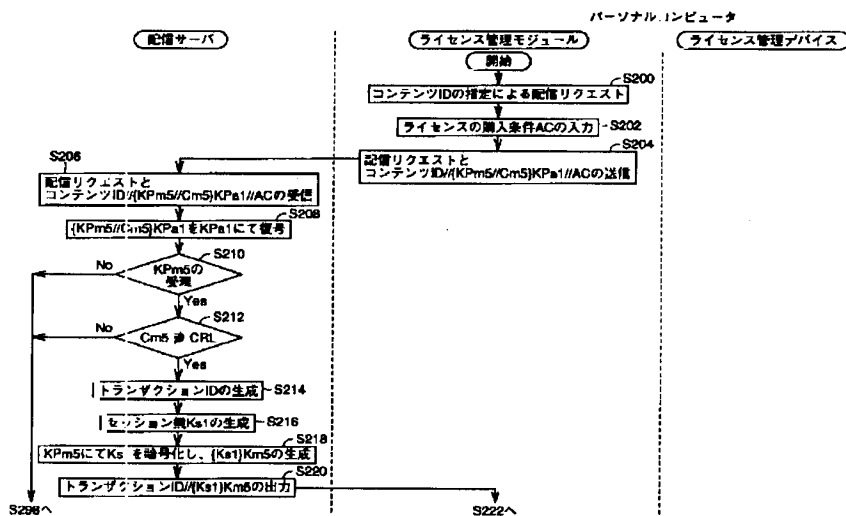 パーソナルコンピュータ
配信サーバ
ライセンス管理モジュール
ライセンス管理デバイス
開始
S200
コンテンツIDの指定による配信リクエスト
ライセンスの購入条件ACの入力
S202
S204
配信リクエストと
コンテンツID//{KPm5//Cm5}KPa1//ACの送信
S206
配信リクエストと
コンテンツID//{KPm5//Cm5}KPa1//ACの受信
S208
{KPm5//Cm5}KPa1をKPa1にて復号
S210
KPm5の
受理
No
Yes
S212
Cm5 ∉ CRL
No
Yes
トランザクションIDの生成
S214
セッション鍵Ks1の生成
S216
S218
KPm5にてKs を暗号化し、{Ks1}Km5の生成
S220
トランザクションID//{Ks1}Km5の出力
S298へ
S222へ